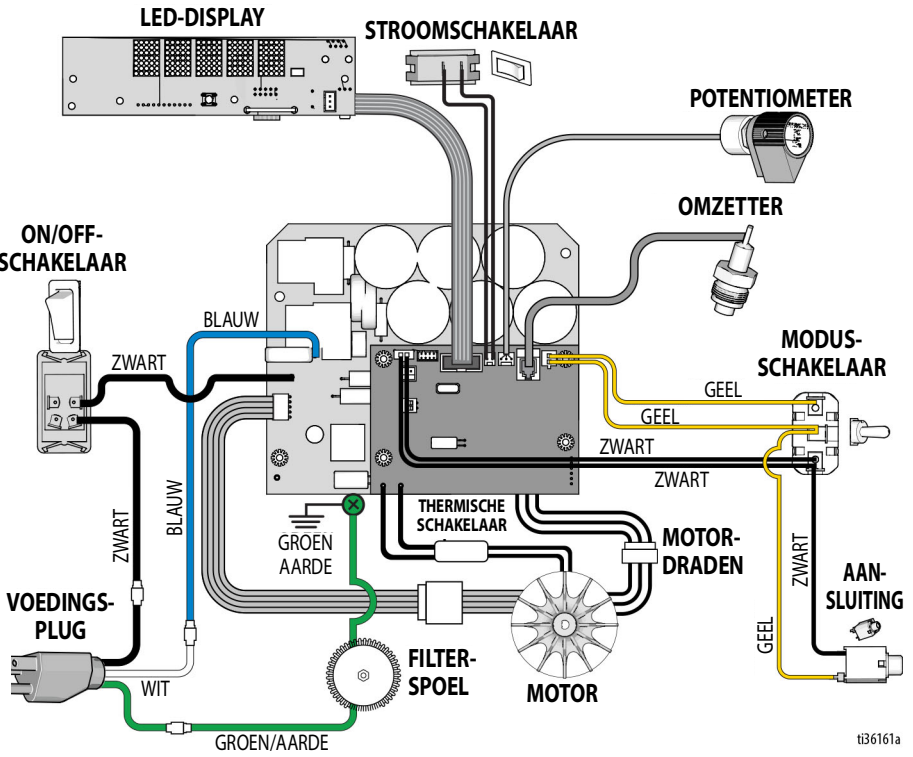 LED-DISPLAY
STROOMSCHAKELAAR
POTENTIOMETER
OMZETTER
ON/OFF-
SCHAKELAAR
BLAUW
ZWART
MODUS-
SCHAKELAAR
GEEL
GEEL
ZWART
ZWART
THERMISCHE
SCHAKELAAR
GROEN
AARDE
MOTOR-
DRADEN
ZWART
BLAUW
ZWART
GEEL
AAN-
SLUITING
VOEDINGS-
PLUG
WIT
FILTER-
SPOEL
MOTOR
GROEN/AARDE
ti36161a